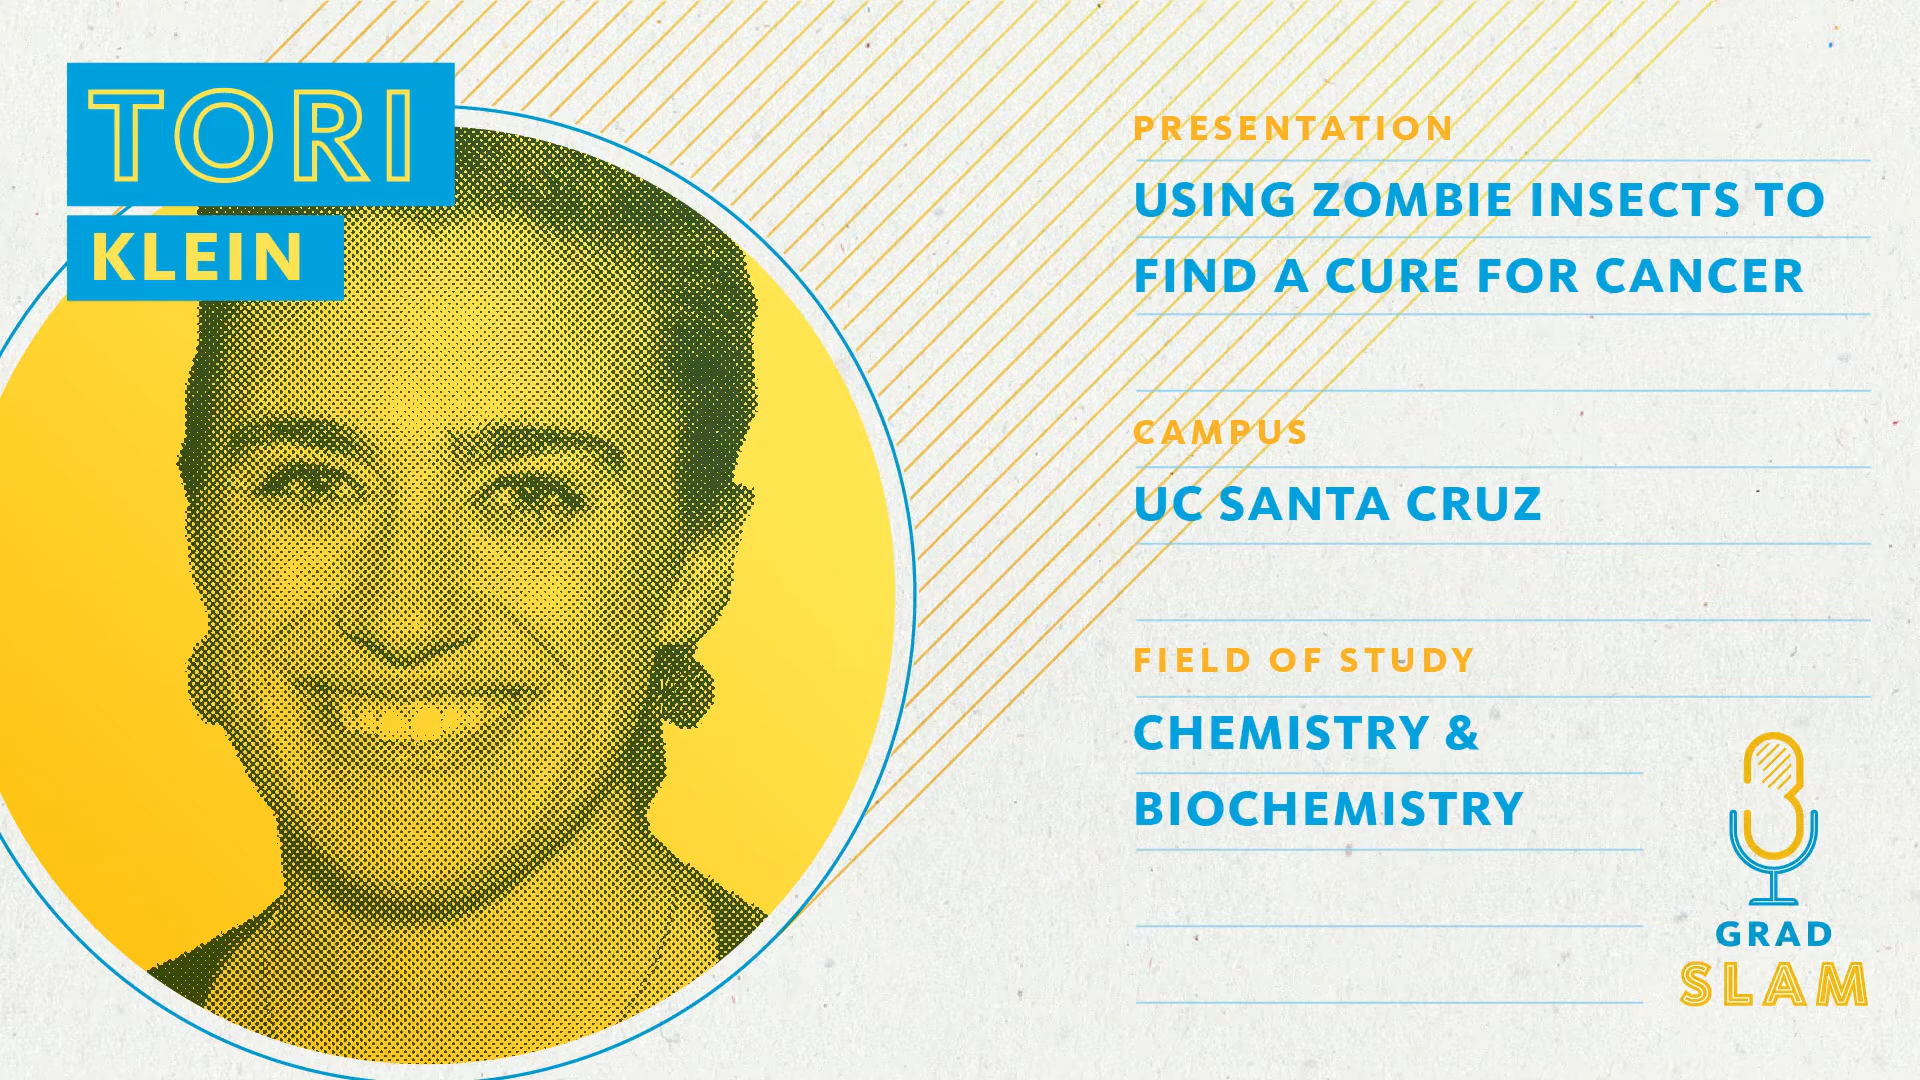 TORI
KLEIN
PRESENTATION
USING ZOMBIE INSECTS TO
FIND A CURE FOR CANCER
CAMPUS
UC SANTA CRUZ
FIELD OF STUDY
CHEMISTRY &
BIOCHEMISTRY
GRAD
SLAM